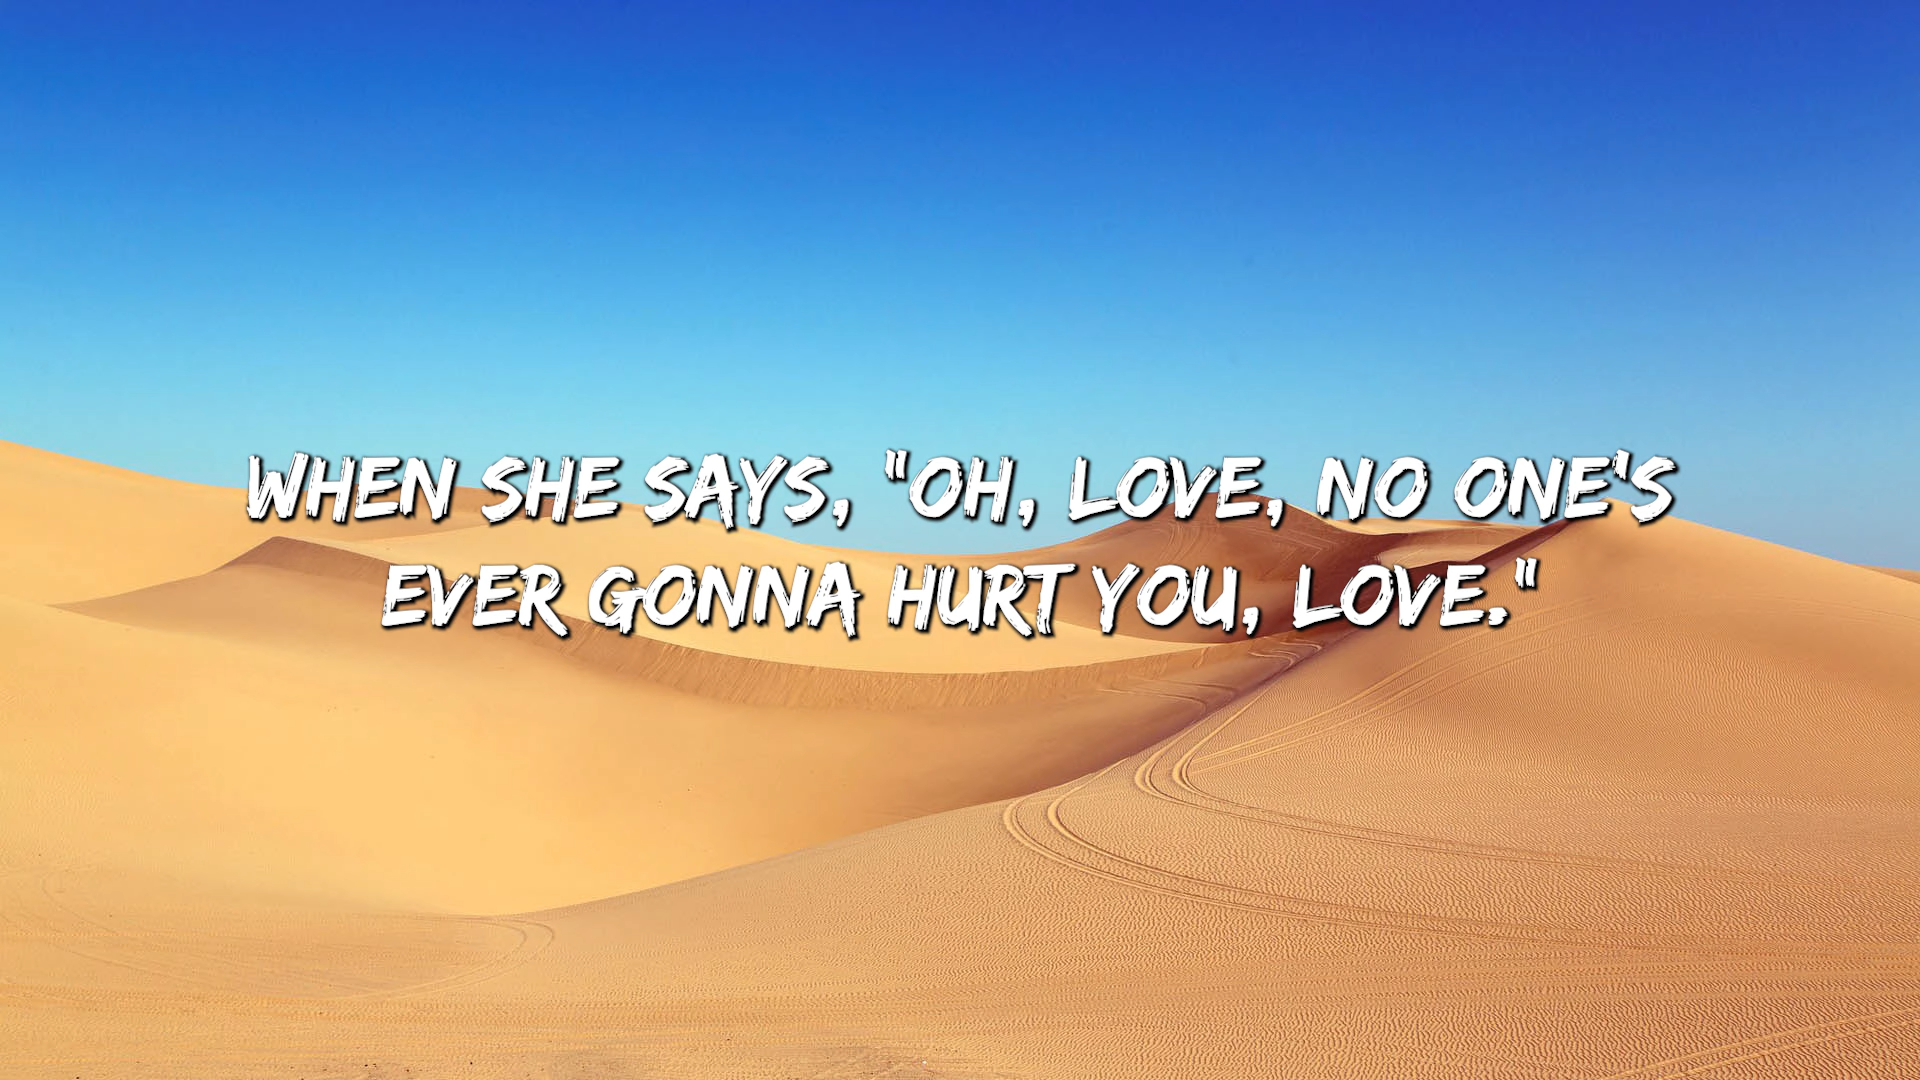 WHEN SHE SAYS, "OH, LOVE, NO ONE'S
EVER GONNA HURT YOU, LOVE."